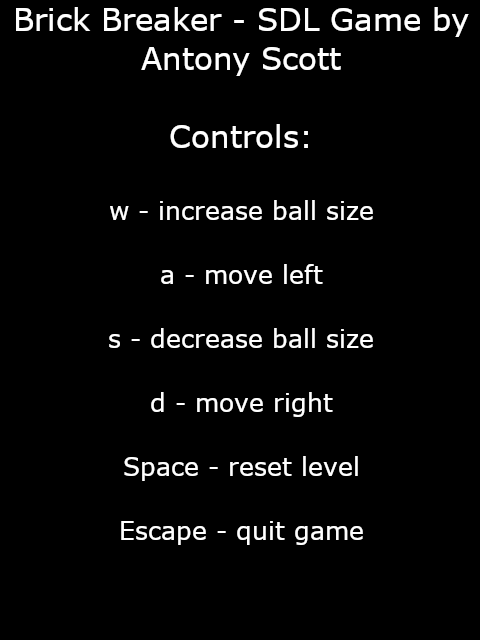 Brick Breaker - SDL Game by
Antony Scott
Controls:
w - increase ball size
a - move left
s - decrease ball size
d - move right
Space - reset level
Escape - quit game